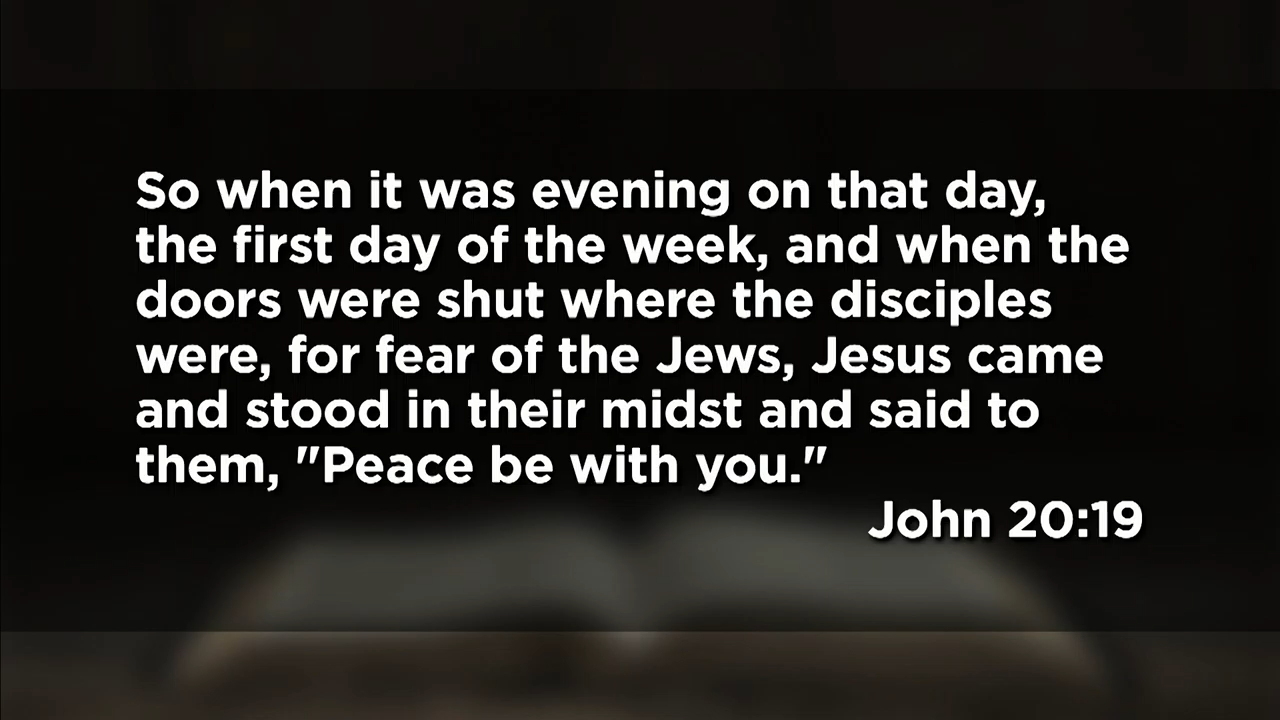 So when it was evening on that day,
the first day of the week, and when the
doors were shut where the disciples
were, for fear of the Jews, Jesus came
and stood in their midst and said to
them, "Peace be with you."
John 20:19